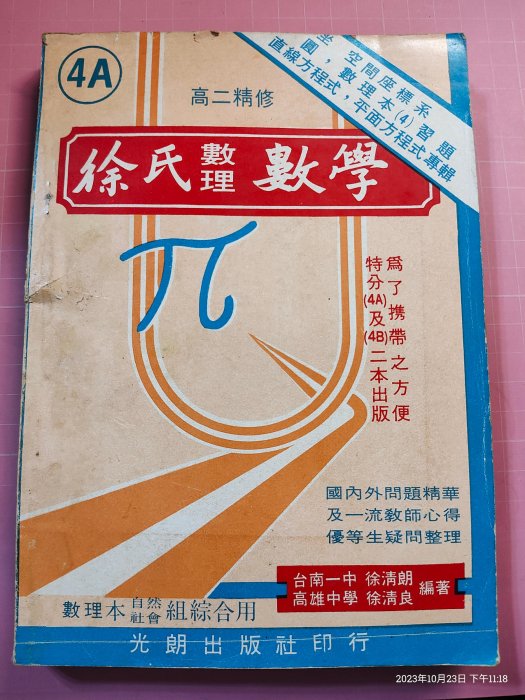 4A
高二精修
坐 空間座標系
圓，數理本(4)習題
直線方程式，平面方程式專輯
徐氏數理數學
π
為了攜帶之方便
特分(4A)及(4B)二本出版
國內外問題精華
及一流教師心得
優等生疑問整理
台南一中 徐清朗
高雄中學 徐清良
編著
數理本自然社會組綜合用
光朗出版社印行
2023年10月23日 下午11:18